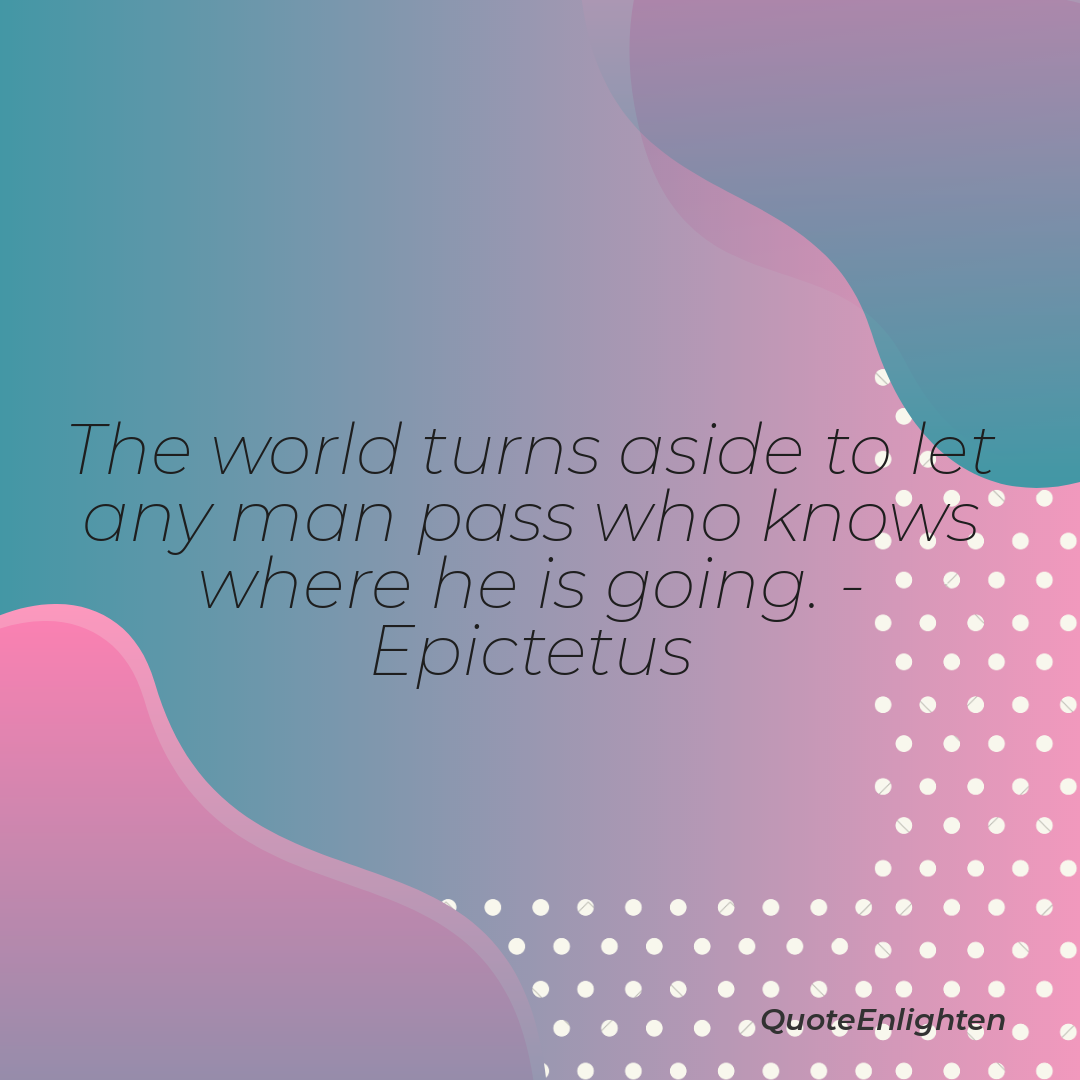 The world turns aside to let
any man pass who knows
where he is going. -
Epictetus
QuoteEnlighten